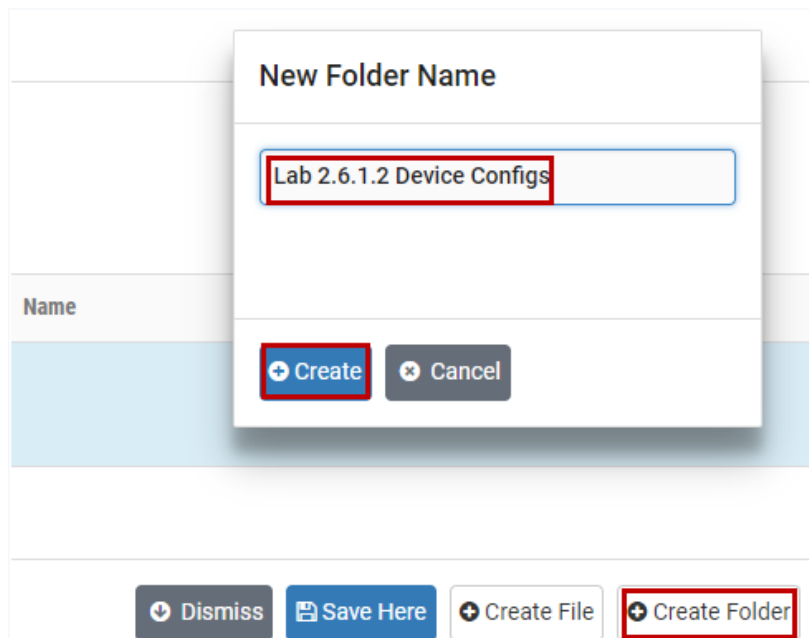 New Folder Name
Lab 2.6.1.2 Device Configs
Name
Create
Cancel
Dismiss
Save Here
Create File
Create Folder